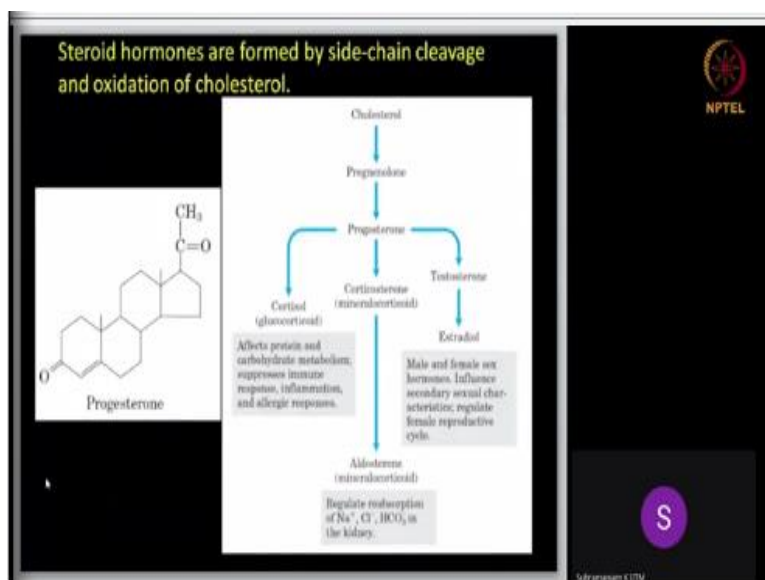 Steroid hormones are formed by side-chain cleavage
and oxidation of cholesterol.
NPTEL
Cholesterol
Pregnenolone
Progesterone
CH3
C=O
O
Progesterone
Cortisol
(glucocorticoid)
Affects protein and
carbohydrate metabolism;
suppresses immune
response, inflammation,
and allergic responses.
Corticosterone
(mineralocorticoid)
Testosterone
Estradiol
Male and female sex
hormones. Influence
secondary sexual char-
acteristics; regulate
female reproductive
cycle.
Aldosterone
(mineralocorticoid)
Regulate reabsorption
of Na+, Cl-, HCO3- in
the kidney.
S